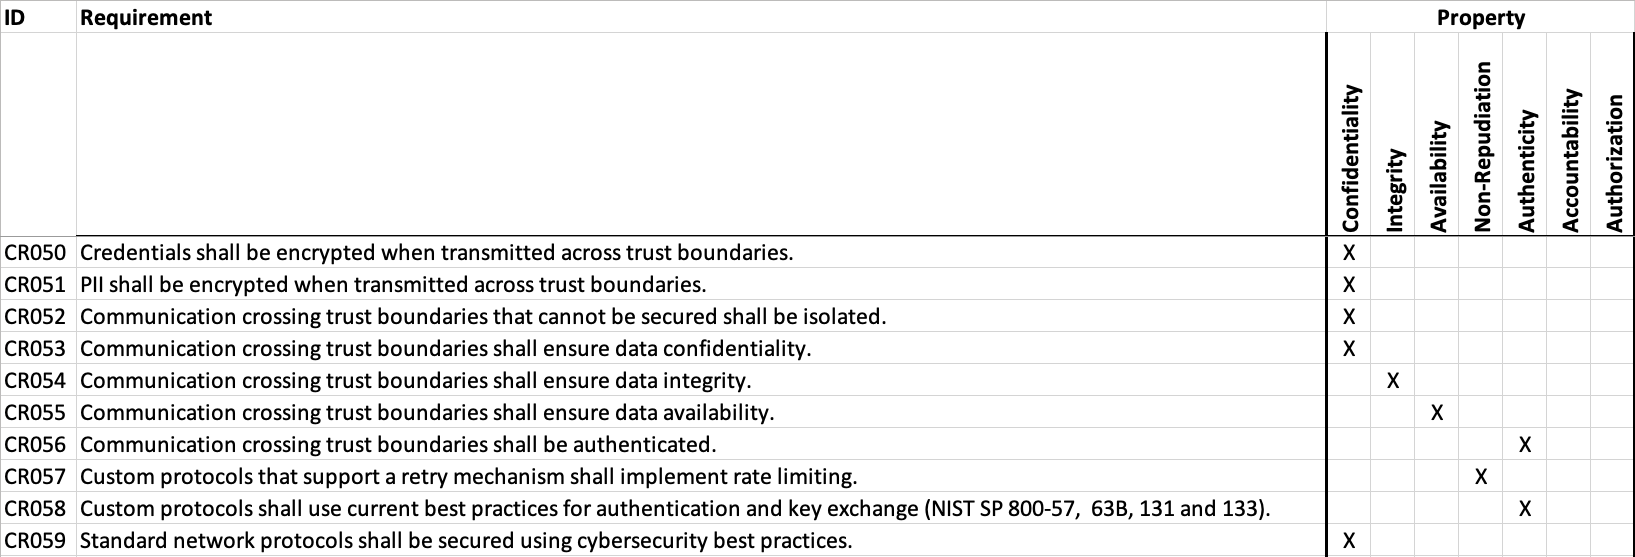 ID Requirement Property
Confidentiality Integrity Availability Non-Repudiation Authenticity Accountability Authorization
CR050 Credentials shall be encrypted when transmitted across trust boundaries. X
CR051 PII shall be encrypted when transmitted across trust boundaries. X
CR052 Communication crossing trust boundaries that cannot be secured shall be isolated. X
CR053 Communication crossing trust boundaries shall ensure data confidentiality. X
CR054 Communication crossing trust boundaries shall ensure data integrity. X
CR055 Communication crossing trust boundaries shall ensure data availability. X
CR056 Communication crossing trust boundaries shall be authenticated. X
CR057 Custom protocols that support a retry mechanism shall implement rate limiting. X
CR058 Custom protocols shall use current best practices for authentication and key exchange (NIST SP 800-57, 63B, 131 and 133). X
CR059 Standard network protocols shall be secured using cybersecurity best practices. X